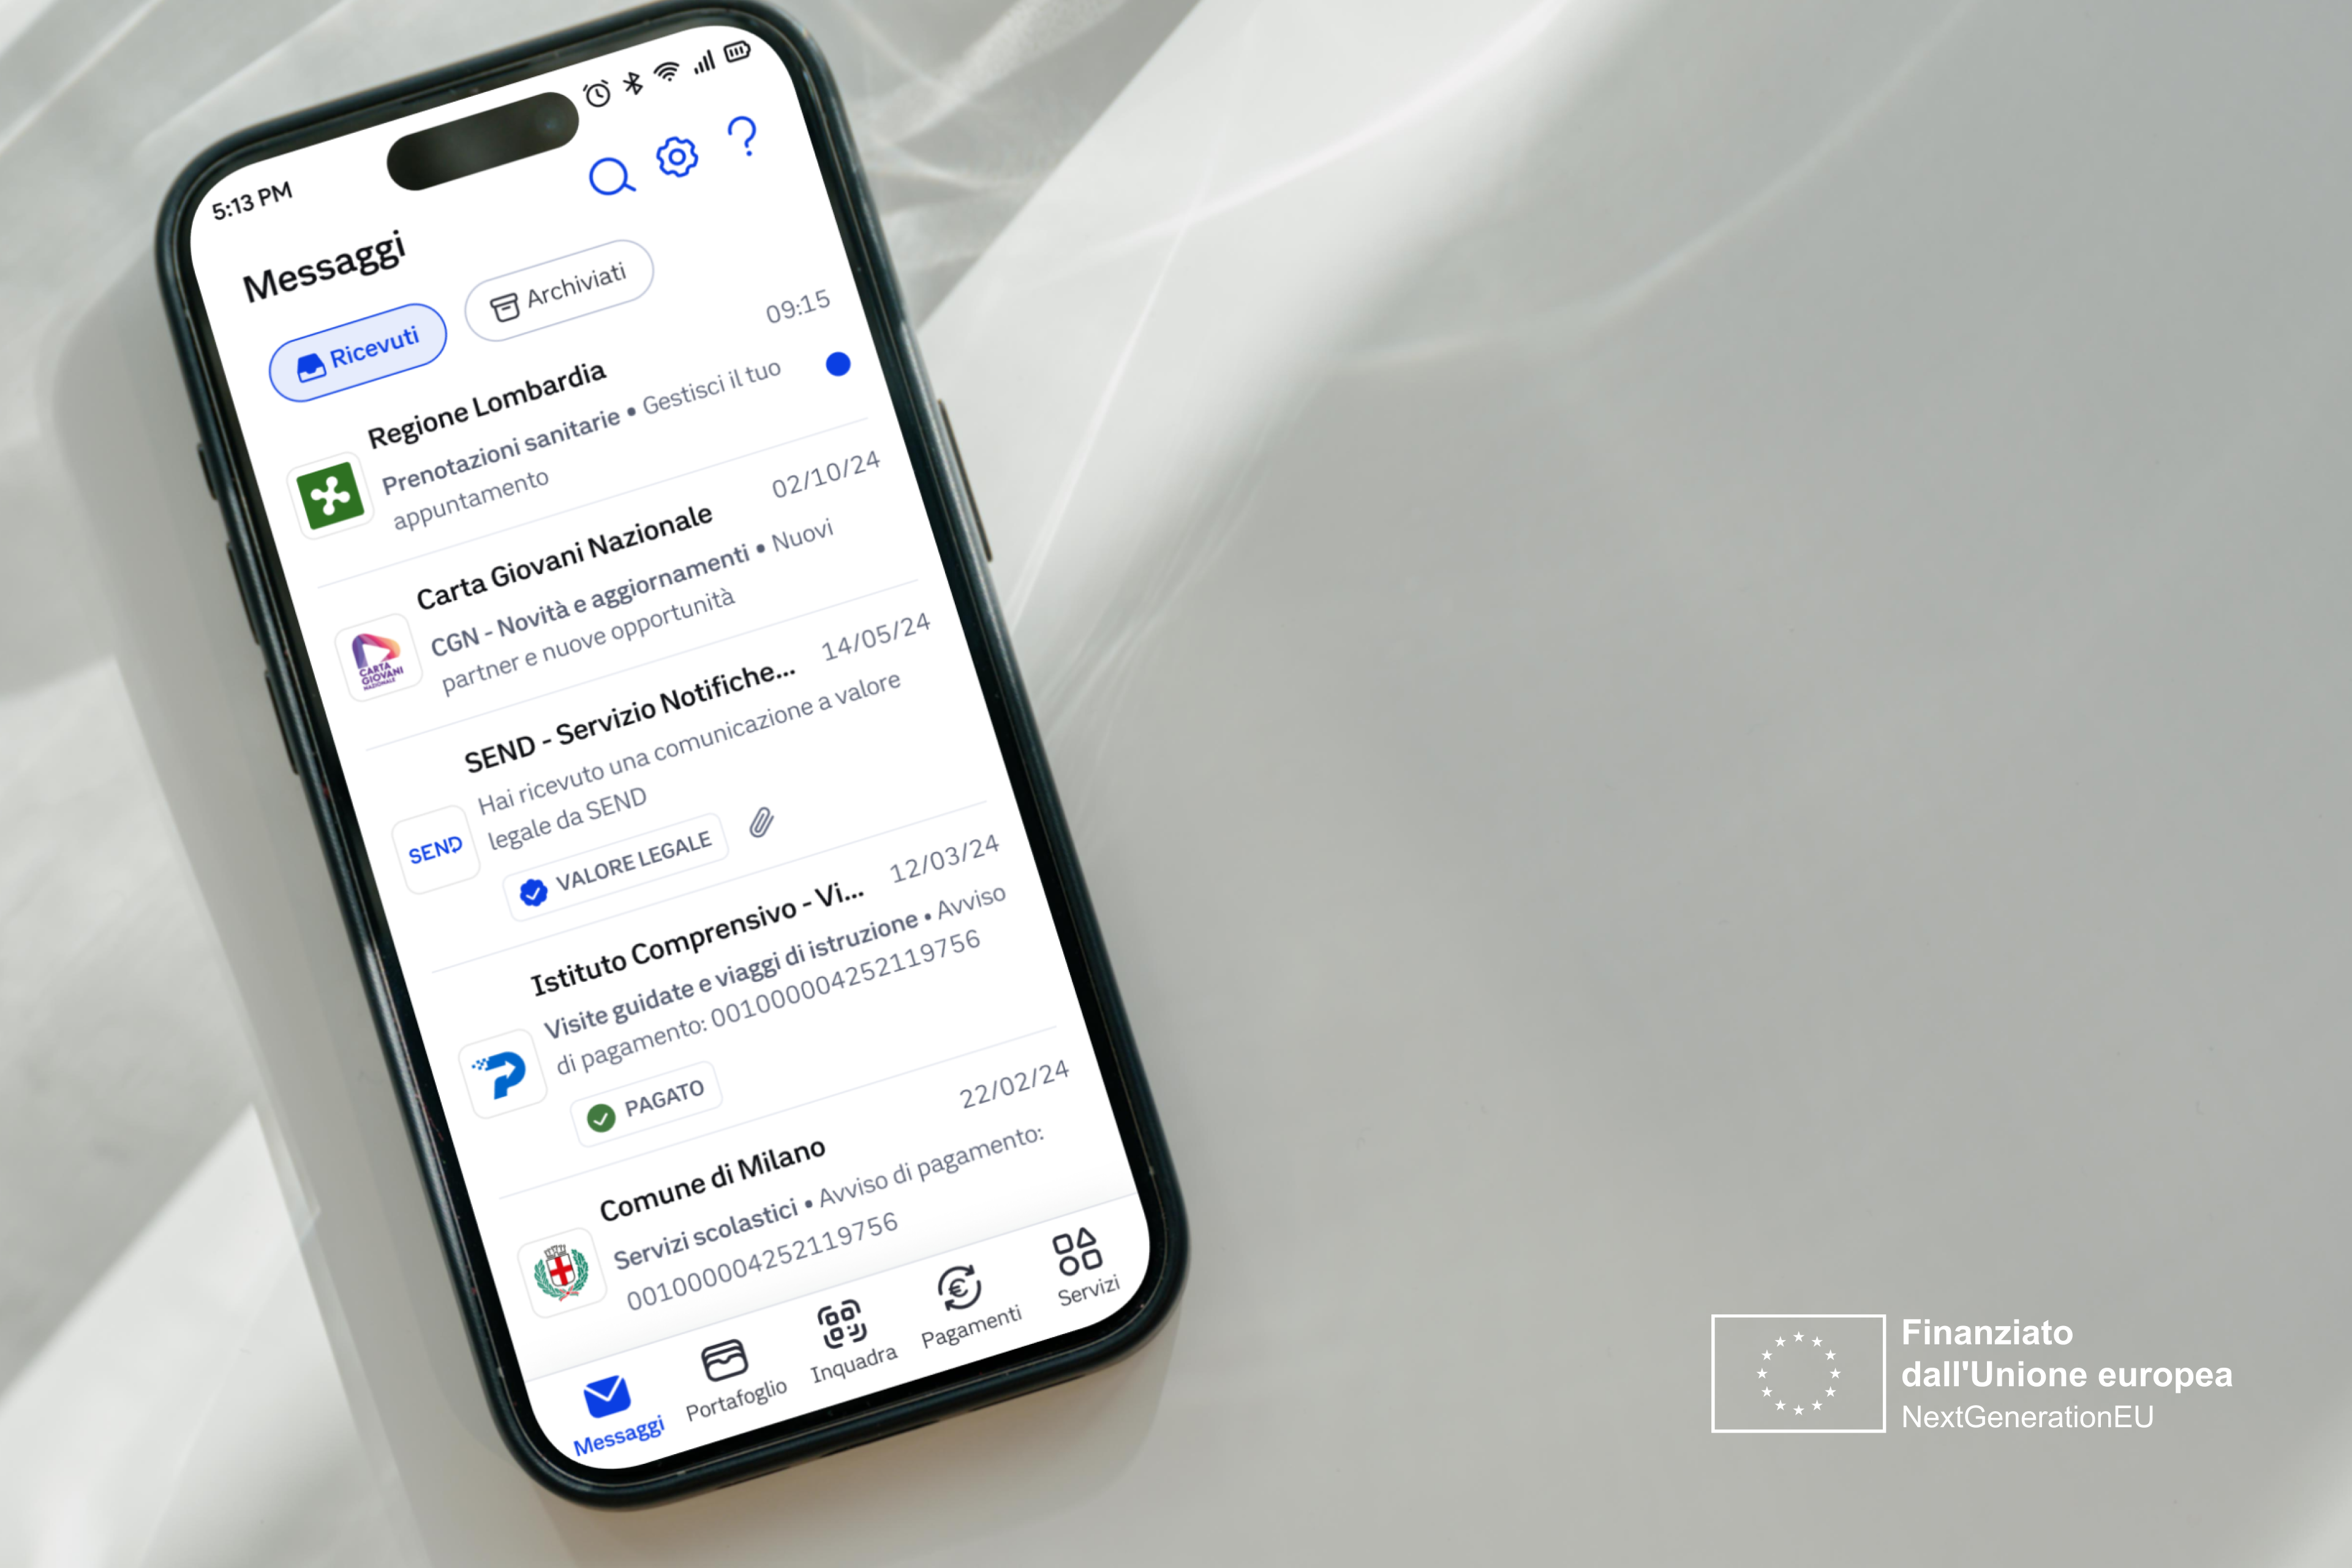 5:13 PM
Messaggi
Ricevuti
Archiviati
Regione Lombardia
09:15
Prenotazioni sanitarie • Gestisci il tuo
appuntamento
Carta Giovani Nazionale
02/10/24
CGN - Novità e aggiornamenti • Nuovi
partner e nuove opportunità
CARTA
GIOVANI
NAZIONALE
SEND - Servizio Notifiche...
14/05/24
Hai ricevuto una comunicazione a valore
legale da SEND
SEND
VALORE LEGALE
Istituto Comprensivo - Vi...
12/03/24
Visite guidate e viaggi di istruzione • Avviso
di pagamento: 001000004252119756
PAGATO
Comune di Milano
22/02/24
Servizi scolastici • Avviso di pagamento:
001000004252119756
Messaggi
Portafoglio
Inquadra
Pagamenti
Servizi
Finanziato
dall'Unione europea
NextGenerationEU